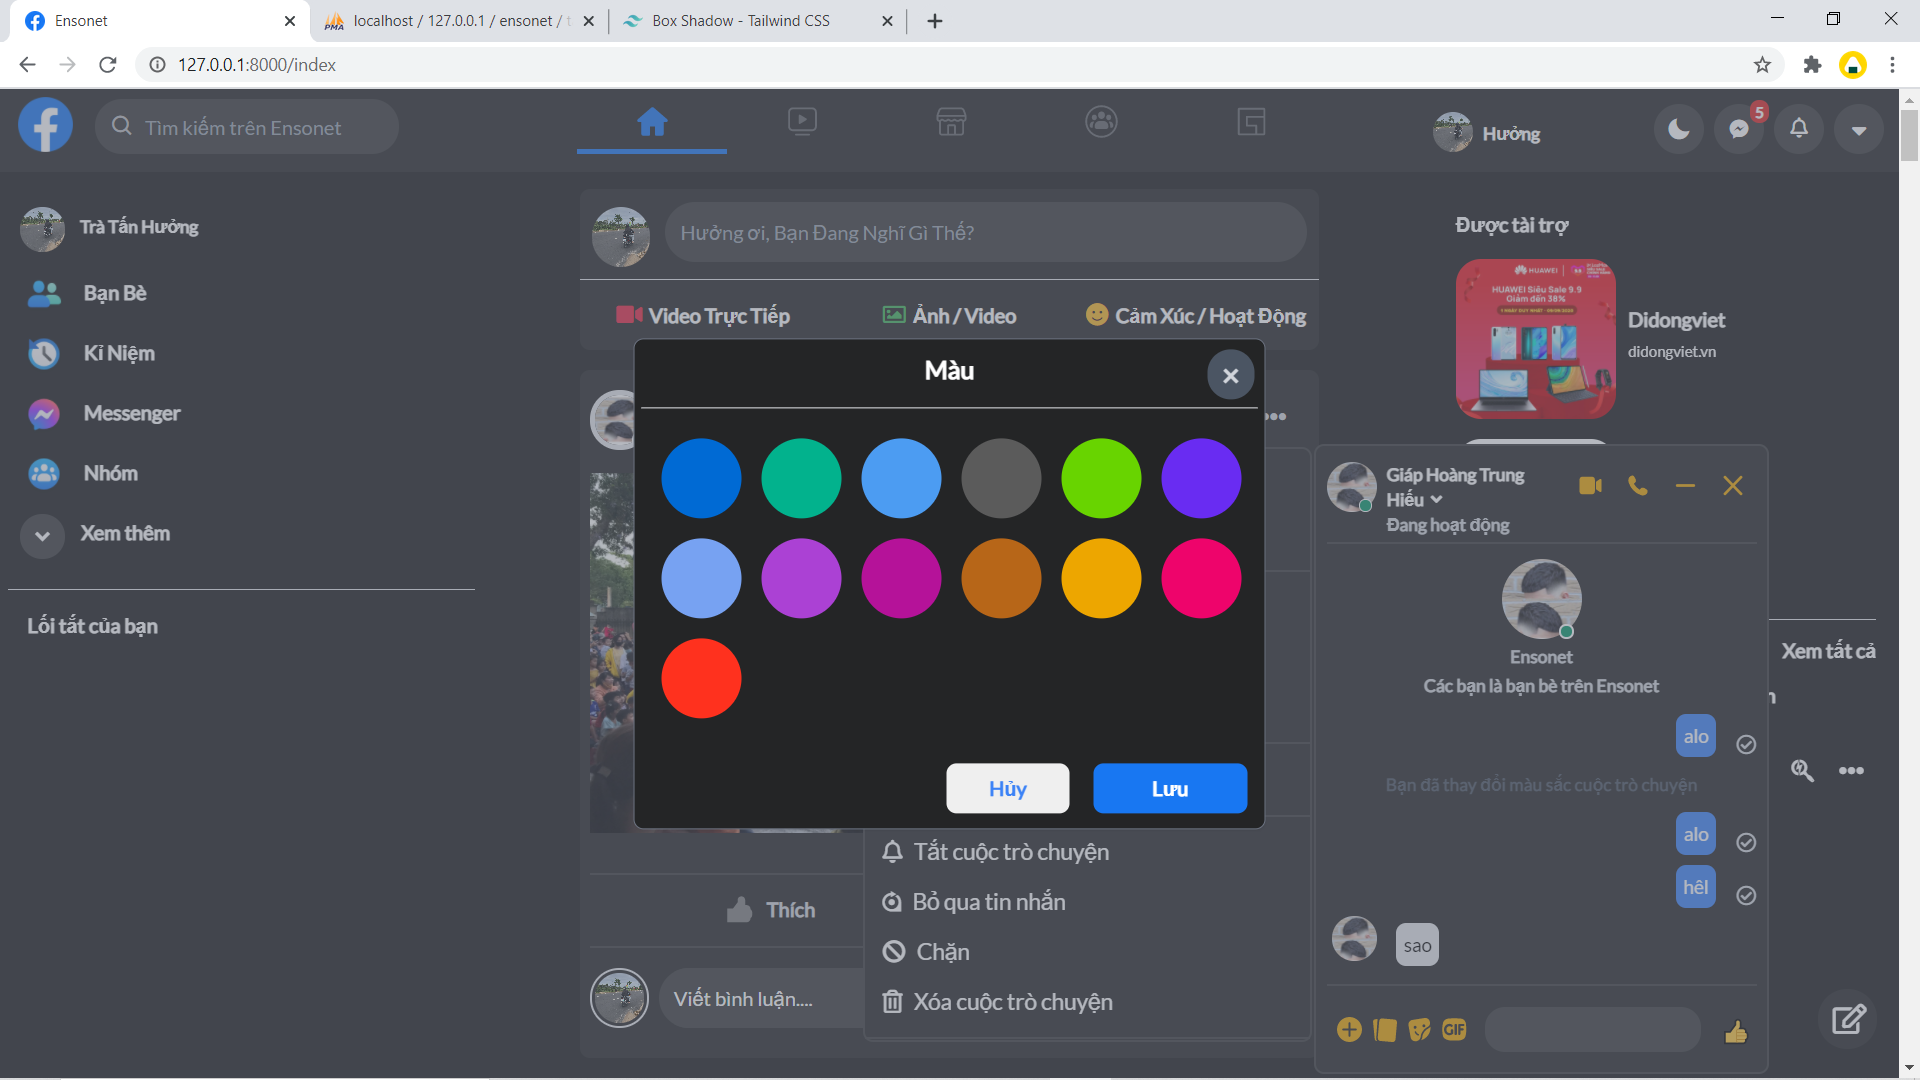 Ensonet
localhost / 127.0.0.1 / ensonet / t
Box Shadow - Tailwind CSS
127.0.0.1:8000/index
Tìm kiếm trên Ensonet
Hưởng
5
Trà Tấn Hưởng
Bạn Bè
Kỉ Niệm
Messenger
Nhóm
Xem thêm
Lối tắt của bạn
Hưởng ơi, Bạn Đang Nghĩ Gì Thế?
Video Trực Tiếp
Ảnh / Video
Cảm Xúc / Hoạt Động
Được tài trợ
HUAWEI
HUAWEI Siêu Sale 9.9
Giảm đến 38%
Didongviet
didongviet.vn
Màu
Hủy
Lưu
Tắt cuộc trò chuyện
Bỏ qua tin nhắn
Chặn
Xóa cuộc trò chuyện
Thích
Viết bình luận....
Giáp Hoàng Trung
Hiếu
Đang hoạt động
Ensonet
Các bạn là bạn bè trên Ensonet
alo
Bạn đã thay đổi màu sắc cuộc trò chuyện
alo
hêl
sao
GIF
Xem tất cả